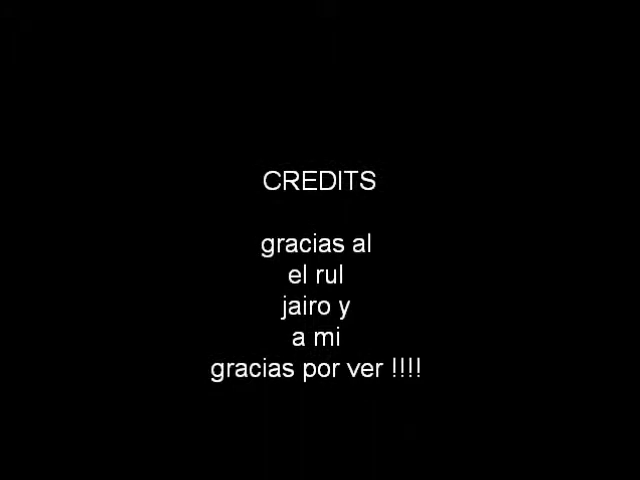 CREDITS
gracias al
el rul
jairo y
a mi
gracias por ver !!!!